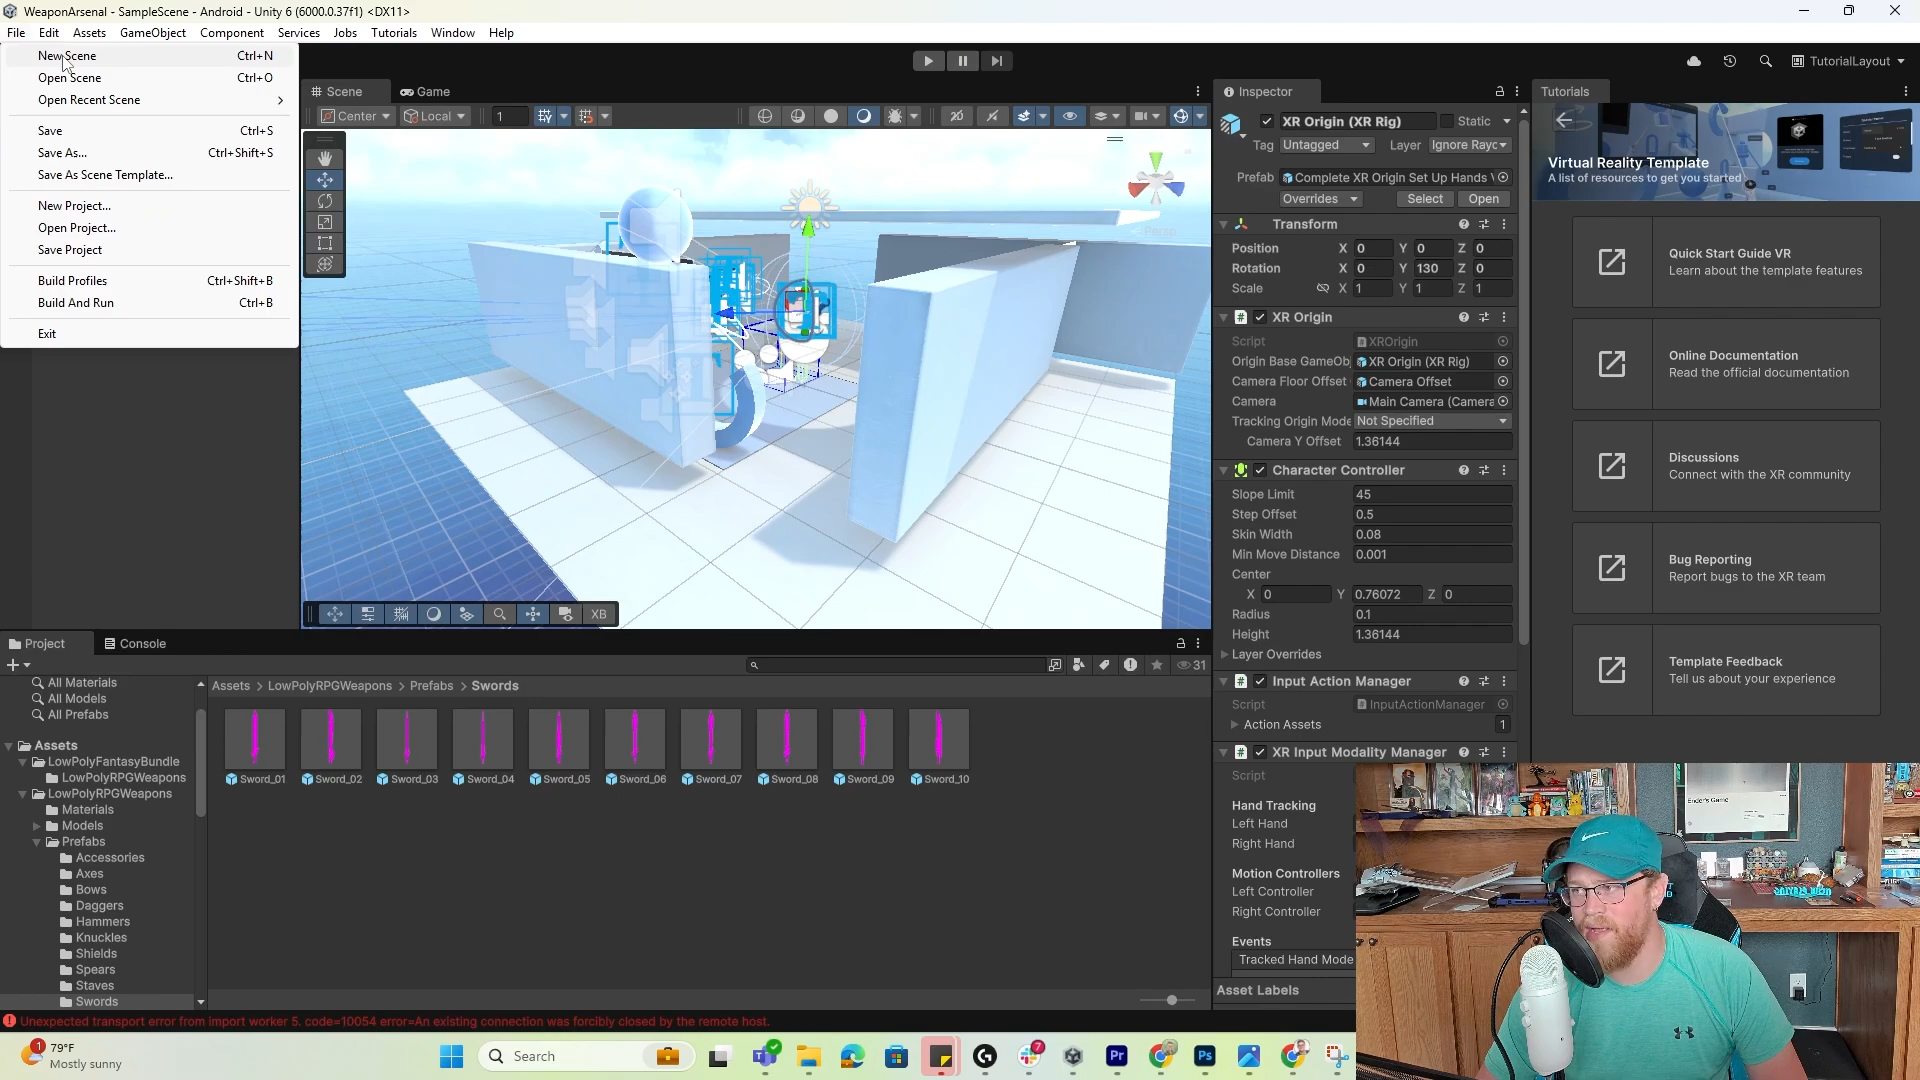 WeaponArsenal - SampleScene - Android - Unity 6 (6000.0.37f1) <DX11>
File Edit Assets GameObject Component Services Jobs Tutorials Window Help
New Scene Ctrl+N
Open Scene Ctrl+O
Open Recent Scene
Save Ctrl+S
Save As... Ctrl+Shift+S
Save As Scene Template...
New Project...
Open Project...
Save Project
Build Profiles Ctrl+Shift+B
Build And Run Ctrl+B
Exit
TutorialLayout
Scene Game
Center Local 1 2D
Persp
XB
Inspector
XR Origin (XR Rig) Static
Tag Untagged Layer Ignore Rayc
Prefab Complete XR Origin Set Up Hands
Overrides Select Open
Transform
Position X 0 Y 0 Z 0
Rotation X 0 Y 130 Z 0
Scale X 1 Y 1 Z 1
XR Origin
Script XROrigin
Origin Base GameOb XR Origin (XR Rig)
Camera Floor Offset Camera Offset
Camera Main Camera (Camera
Tracking Origin Mode Not Specified
Camera Y Offset 1.36144
Character Controller
Slope Limit 45
Step Offset 0.5
Skin Width 0.08
Min Move Distance 0.001
Center
X 0 Y 0.76072 Z 0
Radius 0.1
Height 1.36144
Layer Overrides
Input Action Manager
Script InputActionManager
Action Assets 1
XR Input Modality Manager
Script
Hand Tracking
Left Hand
Right Hand
Motion Controllers
Left Controller
Right Controller
Events
Tracked Hand Mode
Asset Labels
Tutorials
Virtual Reality Template
A list of resources to get you started
Quick Start Guide VR
Learn about the template features
Online Documentation
Read the official documentation
Discussions
Connect with the XR community
Bug Reporting
Report bugs to the XR team
Template Feedback
Tell us about your experience
Project Console
31
All Materials
All Models
All Prefabs
Assets
LowPolyFantasyBundle
LowPolyRPGWeapons
LowPolyRPGWeapons
Materials
Models
Prefabs
Accessories
Axes
Bows
Daggers
Hammers
Knuckles
Shields
Spears
Staves
Swords
Assets > LowPolyRPGWeapons > Prefabs > Swords
Sword_01 Sword_02 Sword_03 Sword_04 Sword_05 Sword_06 Sword_07 Sword_08 Sword_09 Sword_10
Unexpected transport error from import worker 5. code=10054 error=An existing connection was forcibly closed by the remote host.
Ender's Game
1
79°F
Mostly sunny
Search
7
Pr
Ps